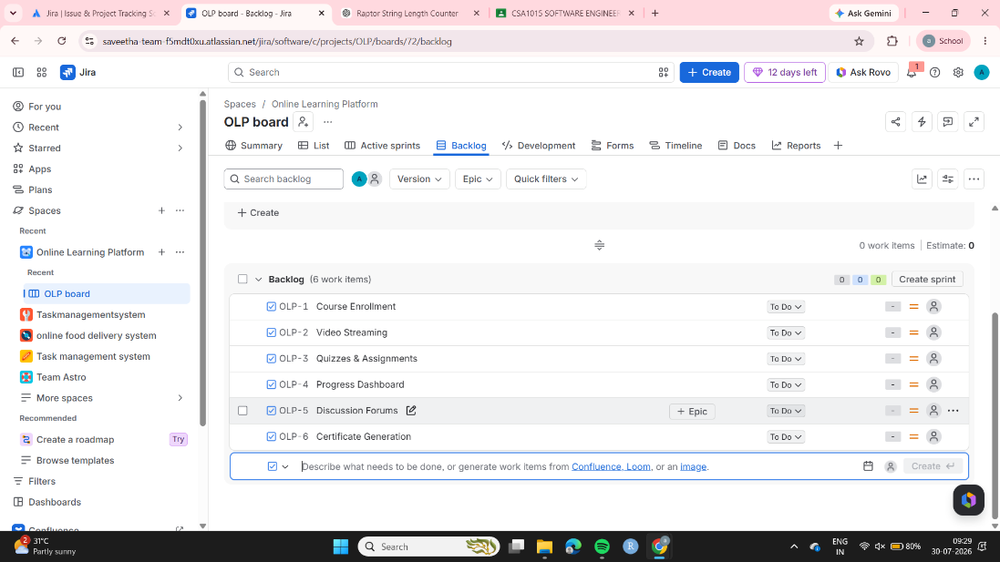 Jira | Issue & Project Tracking S
OLP board - Backlog - Jira
Raptor String Length Counter
CSA1015 SOFTWARE ENGINEER
Ask Gemini
saveetha-team-f5mdt0xu.atlassian.net/jira/software/c/projects/OLP/boards/72/backlog
a School
Jira
Search
Create
12 days left
Ask Rovo
1
A
For you
Recent
Starred
Apps
Plans
Spaces
Recent
Online Learning Platform
Recent
OLP board
Taskmanagementsystem
online food delivery system
Task management system
Team Astro
More spaces
Recommended
Create a roadmap Try
Browse templates
Filters
Dashboards
Confluence
Spaces / Online Learning Platform
OLP board
Summary List Active sprints Backlog Development Forms Timeline Docs Reports
Search backlog A Version Epic Quick filters
Create
0 work items Estimate: 0
Backlog (6 work items) 0 0 0 Create sprint
OLP-1 Course Enrollment To Do -
OLP-2 Video Streaming To Do -
OLP-3 Quizzes & Assignments To Do -
OLP-4 Progress Dashboard To Do -
OLP-5 Discussion Forums + Epic To Do -
OLP-6 Certificate Generation To Do -
Describe what needs to be done, or generate work items from Confluence, Loom, or an image. Create
2
31°C
Partly sunny
Search
R
a
ENG
IN
80%
09:29
30-07-2026